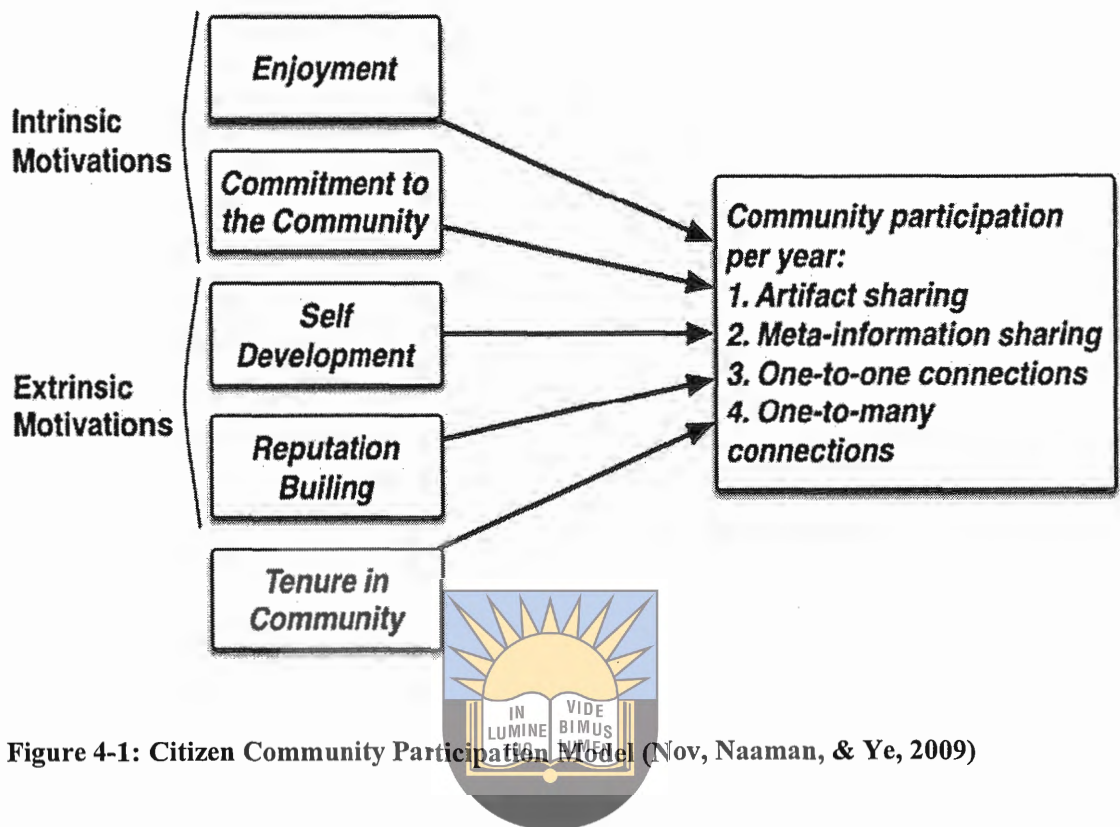 Enjoyment
Intrinsic
Motivations
Commitment to
the Community
Self
Development
Extrinsic
Motivations
Reputation
Builing
Tenure in
Community
Community participation
per year:
1. Artifact sharing
2. Meta-information sharing
3. One-to-one connections
4. One-to-many
connections
IN
LUMINE
VIDE
BIMUS
LUMEN
Figure 4-1: Citizen Community Participation Model (Nov, Naaman, & Ye, 2009)